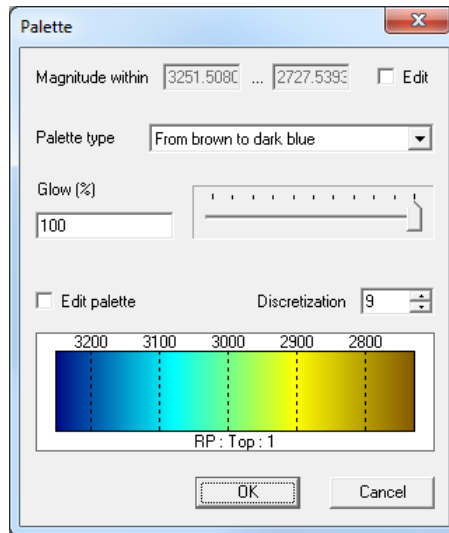 Palette
Magnitude within 3251.5080 ... 2727.5393 Edit
Palette type From brown to dark blue
Glow (%)
100
Edit palette Discretization 9
3200 3100 3000 2900 2800
RP : Top : 1
OK Cancel